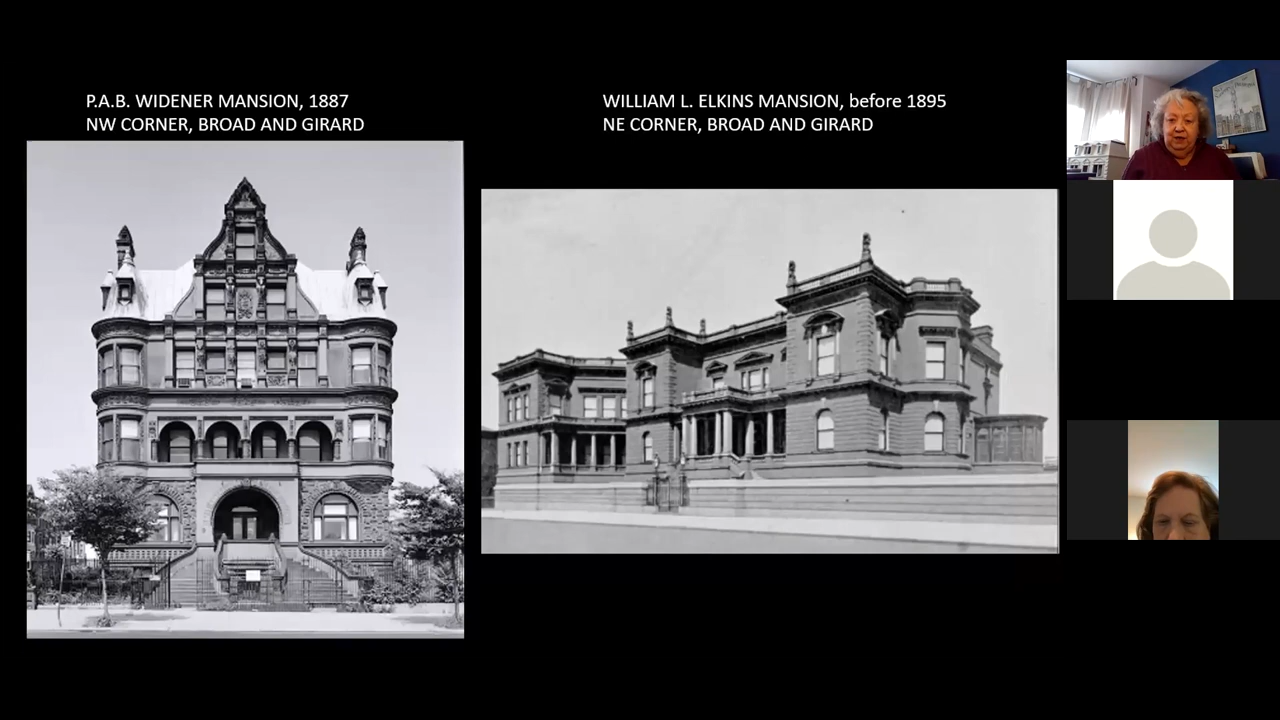 P.A.B. WIDENER MANSION, 1887
NW CORNER, BROAD AND GIRARD
WILLIAM L. ELKINS MANSION, before 1895
NE CORNER, BROAD AND GIRARD